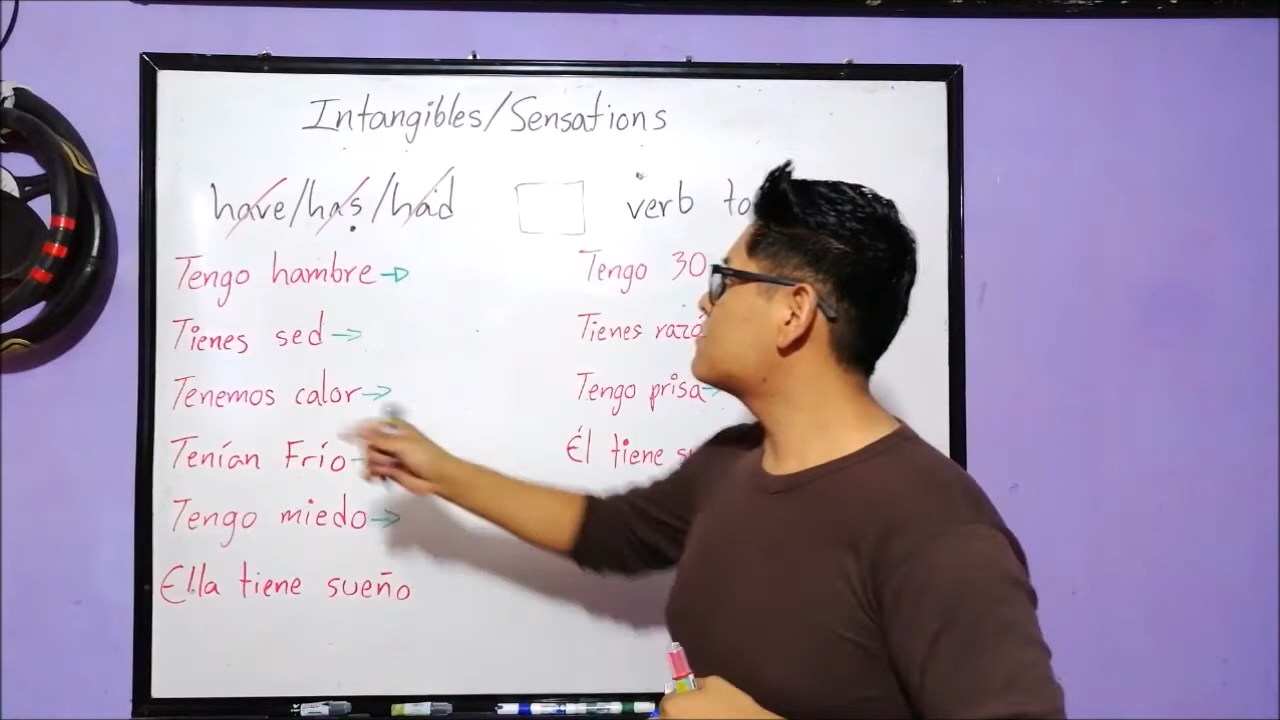 Intangibles/Sensations
have/has/had
verb to
Tengo hambre
Tienes sed
Tenemos calor
Tenían Frío
Tengo miedo
Ella tiene sueño
Tengo 30
Tienes
Tengo prisa
Él tiene